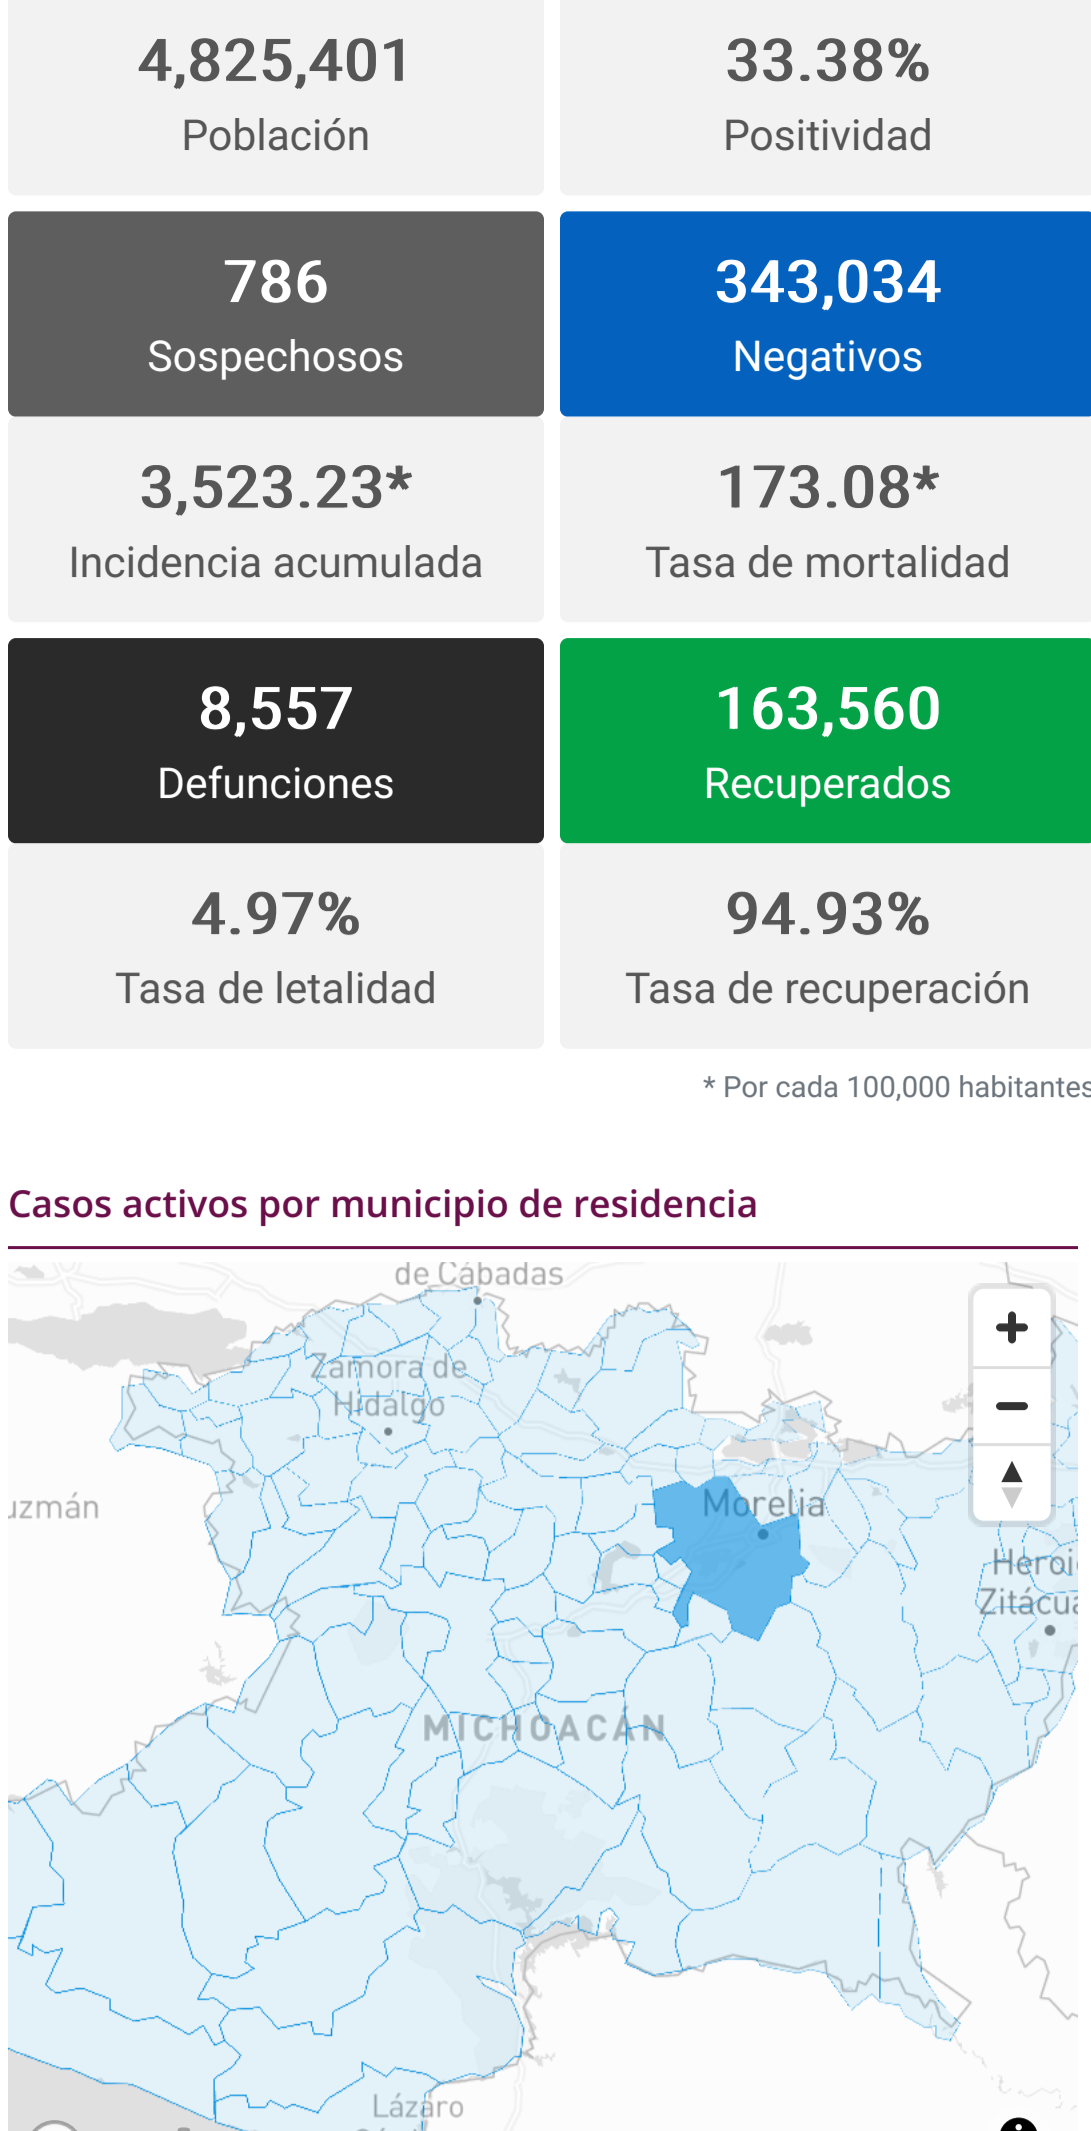 4,825,401
Población
33.38%
Positividad
786
Sospechosos
343,034
Negativos
3,523.23*
Incidencia acumulada
173.08*
Tasa de mortalidad
8,557
Defunciones
163,560
Recuperados
4.97%
Tasa de letalidad
94.93%
Tasa de recuperación
* Por cada 100,000 habitantes
Casos activos por municipio de residencia
de Cabadas
Zamora de
Hidalgo
uzmán
Morelia
Heroi
Zitácua
MICHOACÁN
Lázaro